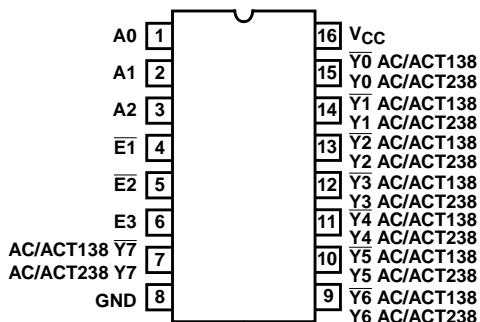 A0 1
A1 2
A2 3
E1 4
E2 5
E3 6
AC/ACT138 Y7
7
AC/ACT238 Y7
GND 8
16 VCC
Y0 AC/ACT138
15
Y0 AC/ACT238
Y1 AC/ACT138
14
Y1 AC/ACT238
Y2 AC/ACT138
13
Y2 AC/ACT238
Y3 AC/ACT138
12
Y3 AC/ACT238
Y4 AC/ACT138
11
Y4 AC/ACT238
Y5 AC/ACT138
10
Y5 AC/ACT238
Y6 AC/ACT138
9
Y6 AC/ACT238